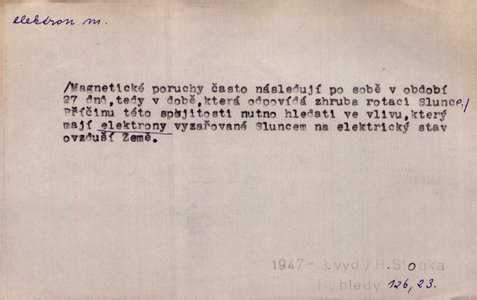 elektron m.
/Magnetické poruchy často následují po sobě v období
27 dnů, tedy v době, která odpovídá zhruba rotaci Slunce/
Příčinu této spojitosti nutno hledati ve vlivu, který
mají elektrony vyzařované Sluncem na elektrický stav
ovzduší Země.
1947 - 3.vyd H. Slouka
Pohledy 126, 23.